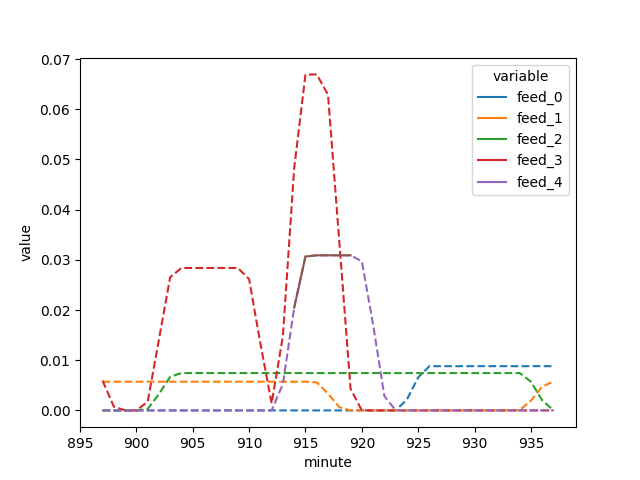 0.07
0.06
0.05
0.04
0.03
0.02
0.01
0.00
value
895 900 905 910 915 920 925 930 935
minute
variable
feed_0
feed_1
feed_2
feed_3
feed_4